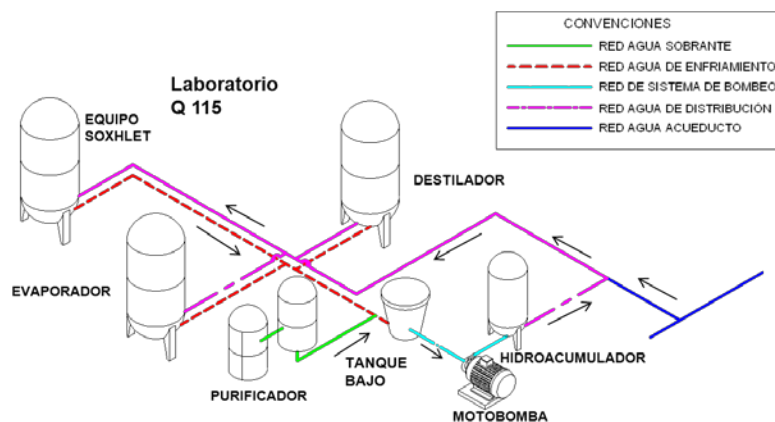 CONVENCIONES
RED AGUA SOBRANTE
RED AGUA DE ENFRIAMIENTO
RED DE SISTEMA DE BOMBEO
RED AGUA DE DISTRIBUCIÓN
RED AGUA ACUEDUCTO
Laboratorio
Q 115
EQUIPO
SOXHLET
DESTILADOR
EVAPORADOR
PURIFICADOR
TANQUE
BAJO
HIDROACUMULADOR
MOTOBOMBA